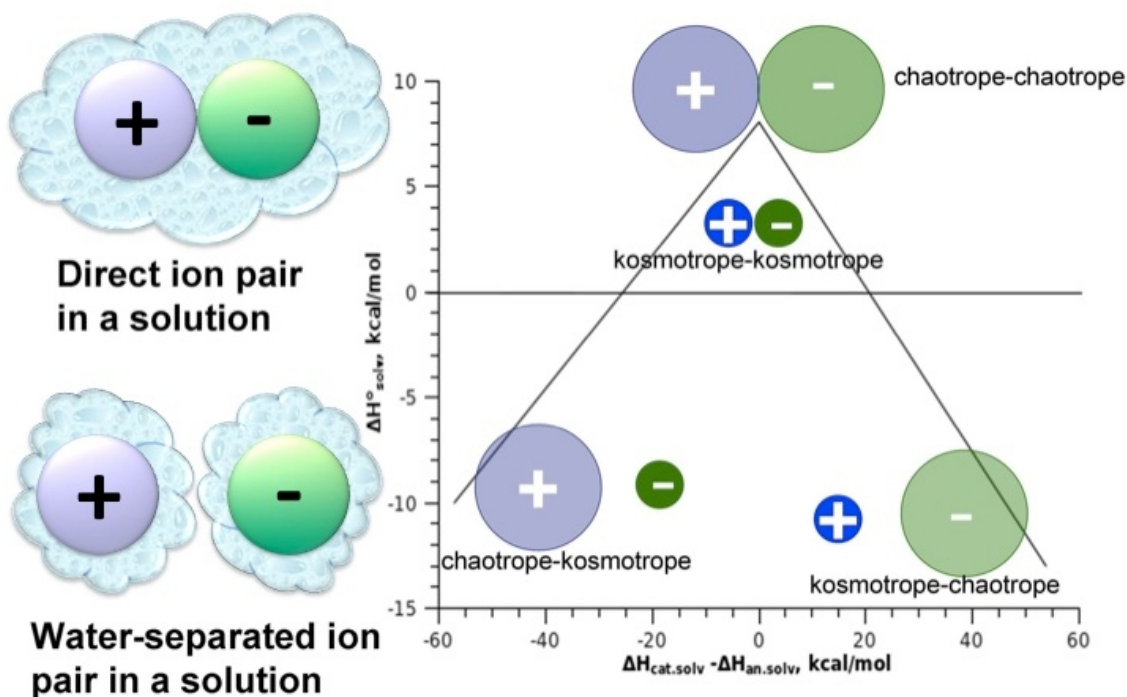 + -
Direct ion pair
in a solution
+ -
Water-separated ion
pair in a solution
10
5
0
-5
-10
-15
ΔH°solv, kcal/mol
+ -
chaotrope-chaotrope
+ -
kosmotrope-kosmotrope
+ -
chaotrope-kosmotrope
+ -
kosmotrope-chaotrope
-60 -40 -20 0 20 40 60
ΔHcat.solv -ΔHan.solv, kcal/mol